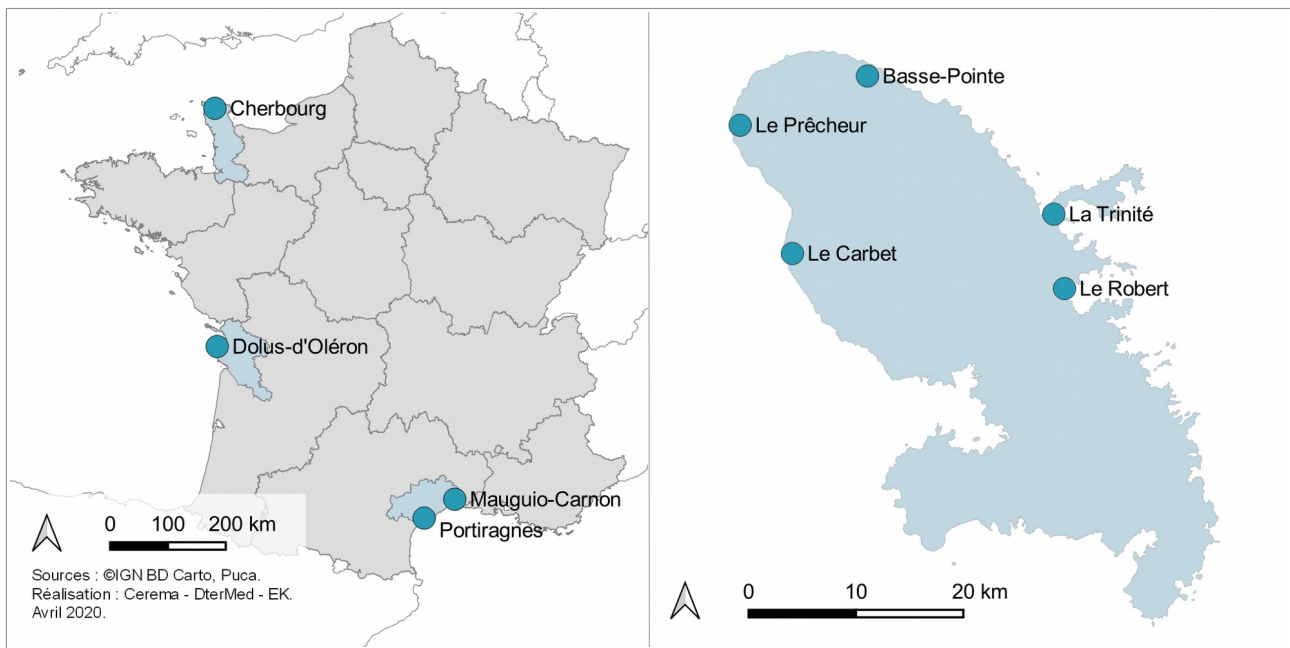 Cherbourg
Dolus-d'Oléron
Mauguio-Carnon
Portiragnes
0 100 200 km
Sources : ©IGN BD Carto, Puca.
Réalisation : Cerema - DterMed - EK.
Avril 2020.
Basse-Pointe
Le Prêcheur
La Trinité
Le Carbet
Le Robert
0 10 20 km